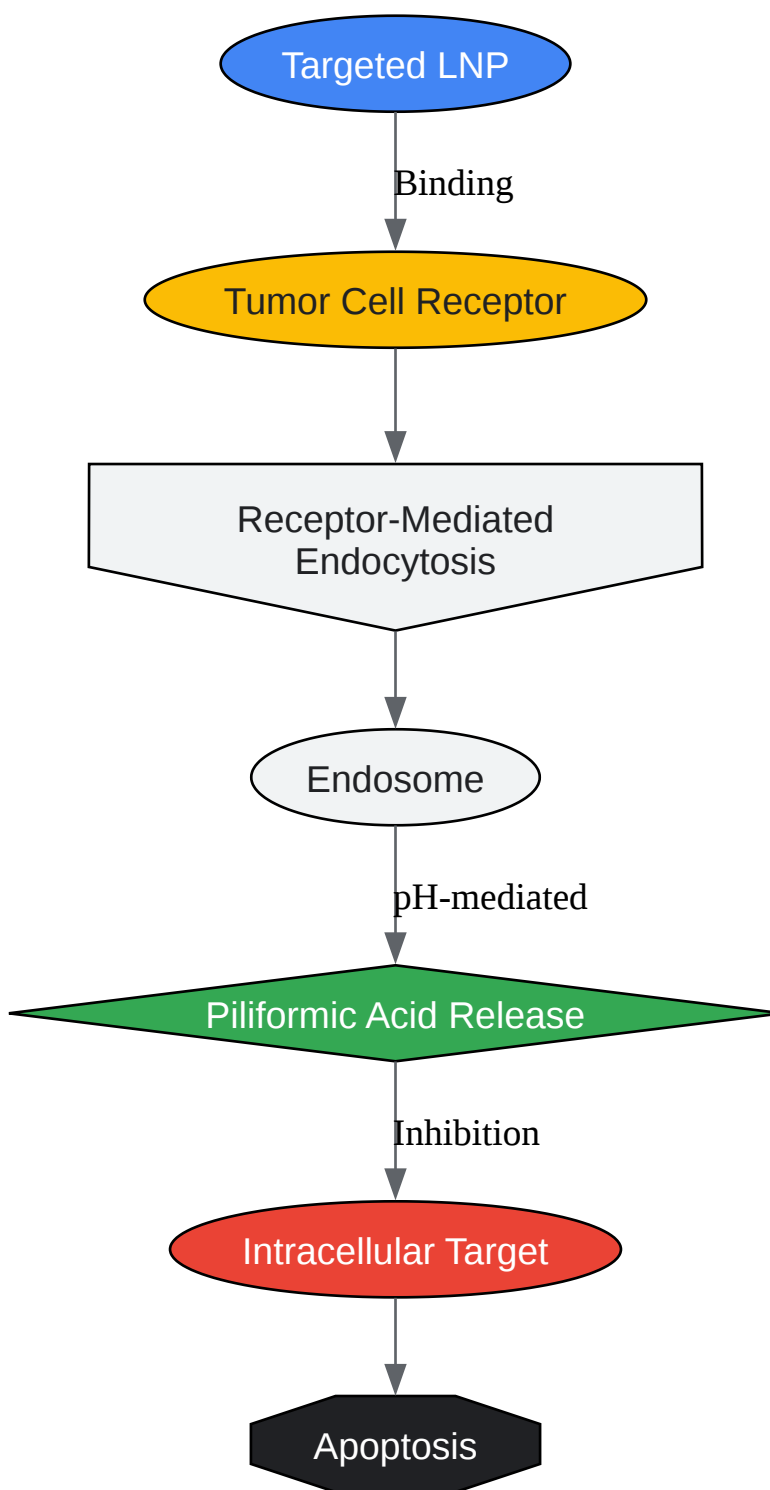 Targeted LNP
Binding
Tumor Cell Receptor
Receptor-Mediated
Endocytosis
Endosome
pH-mediated
Piliformic Acid Release
Inhibition
Intracellular Target
Apoptosis